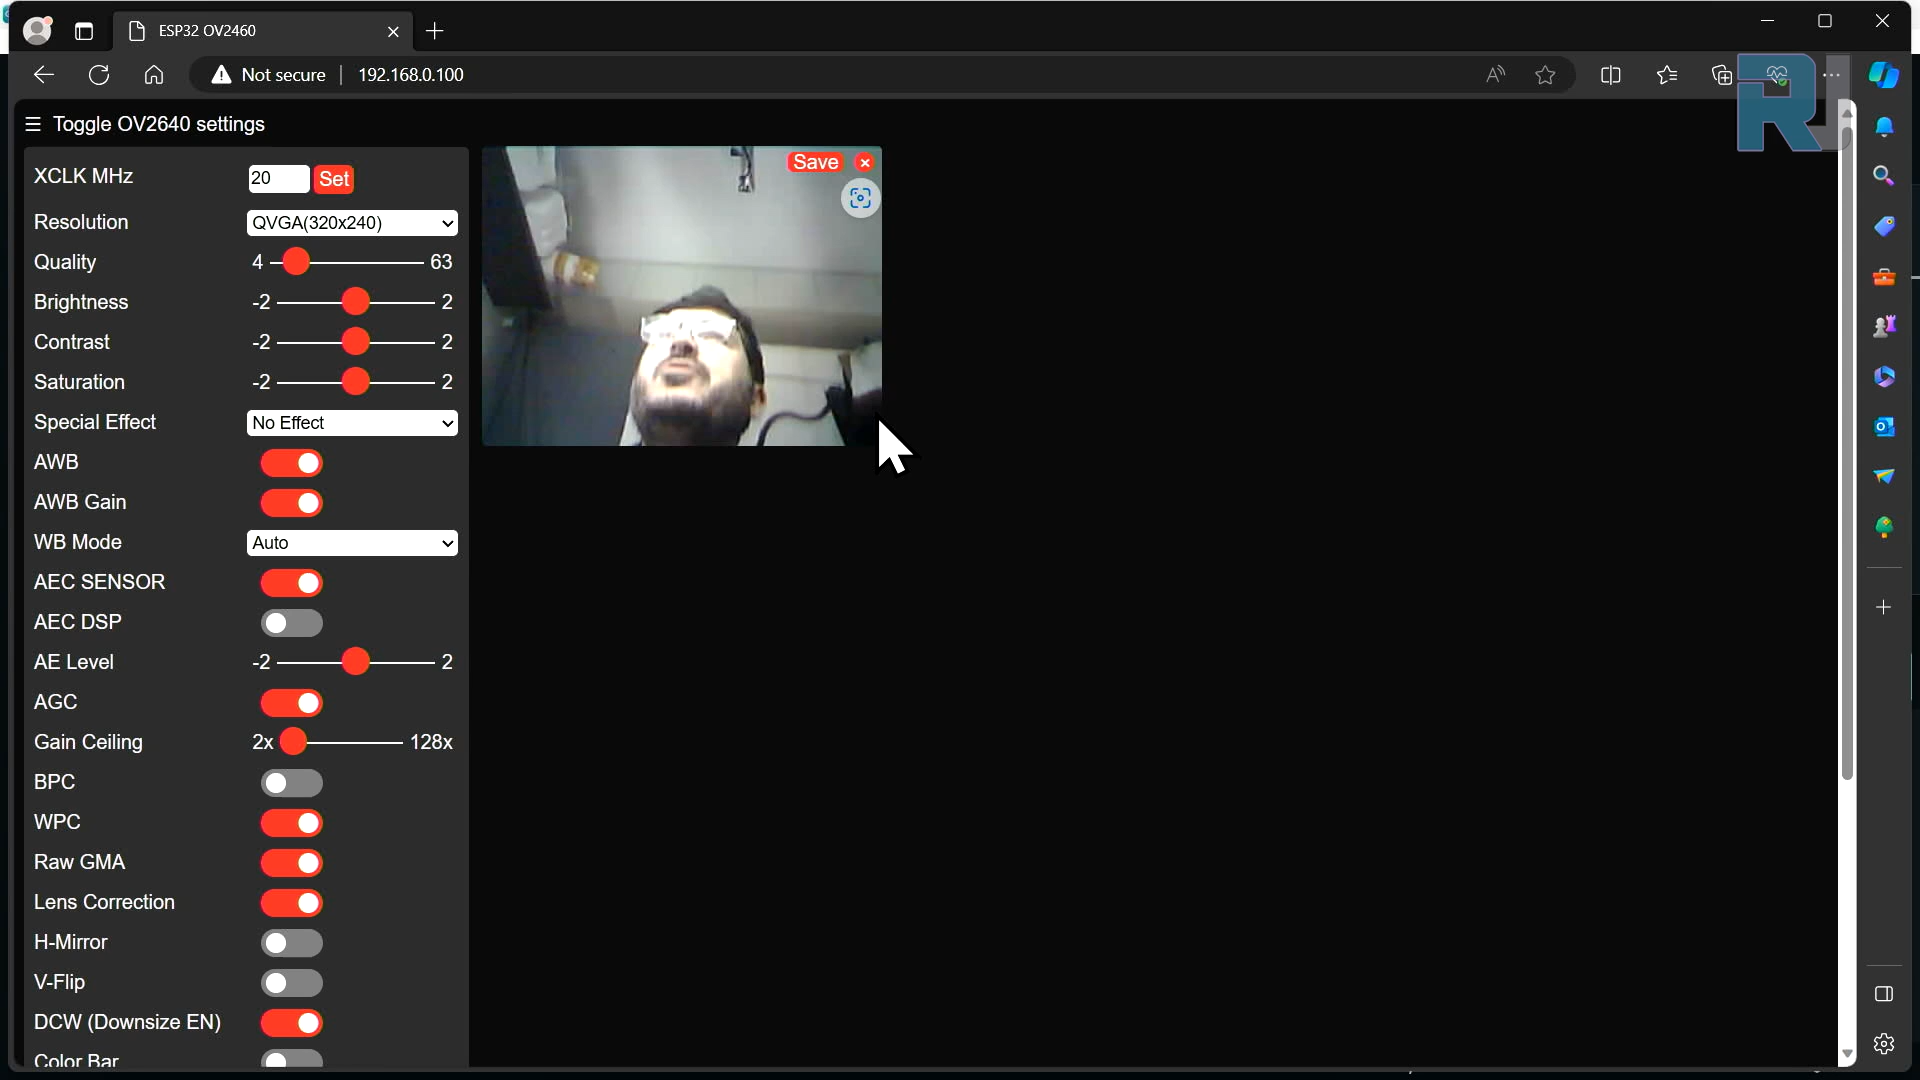 ESP32 OV2460
Not secure
192.168.0.100
RJ
Toggle OV2640 settings
XCLK MHz 20 Set
Resolution QVGA(320x240)
Quality 4 63
Brightness -2 2
Contrast -2 2
Saturation -2 2
Special Effect No Effect
AWB
AWB Gain
WB Mode Auto
AEC SENSOR
AEC DSP
AE Level -2 2
AGC
Gain Ceiling 2x 128x
BPC
WPC
Raw GMA
Lens Correction
H-Mirror
V-Flip
DCW (Downsize EN)
Color Bar
Save